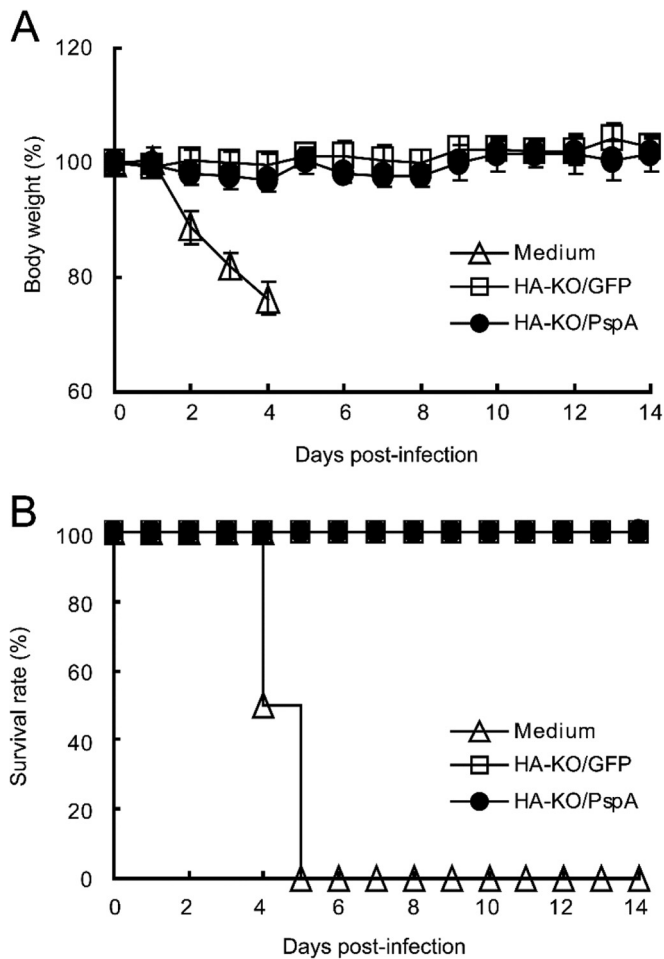 A
120
100
80
60
Body weight (%)
Medium
HA-KO/GFP
HA-KO/PspA
0 2 4 6 8 10 12 14
Days post-infection
B
100
80
60
40
20
0
Survival rate (%)
Medium
HA-KO/GFP
HA-KO/PspA
0 2 4 6 8 10 12 14
Days post-infection